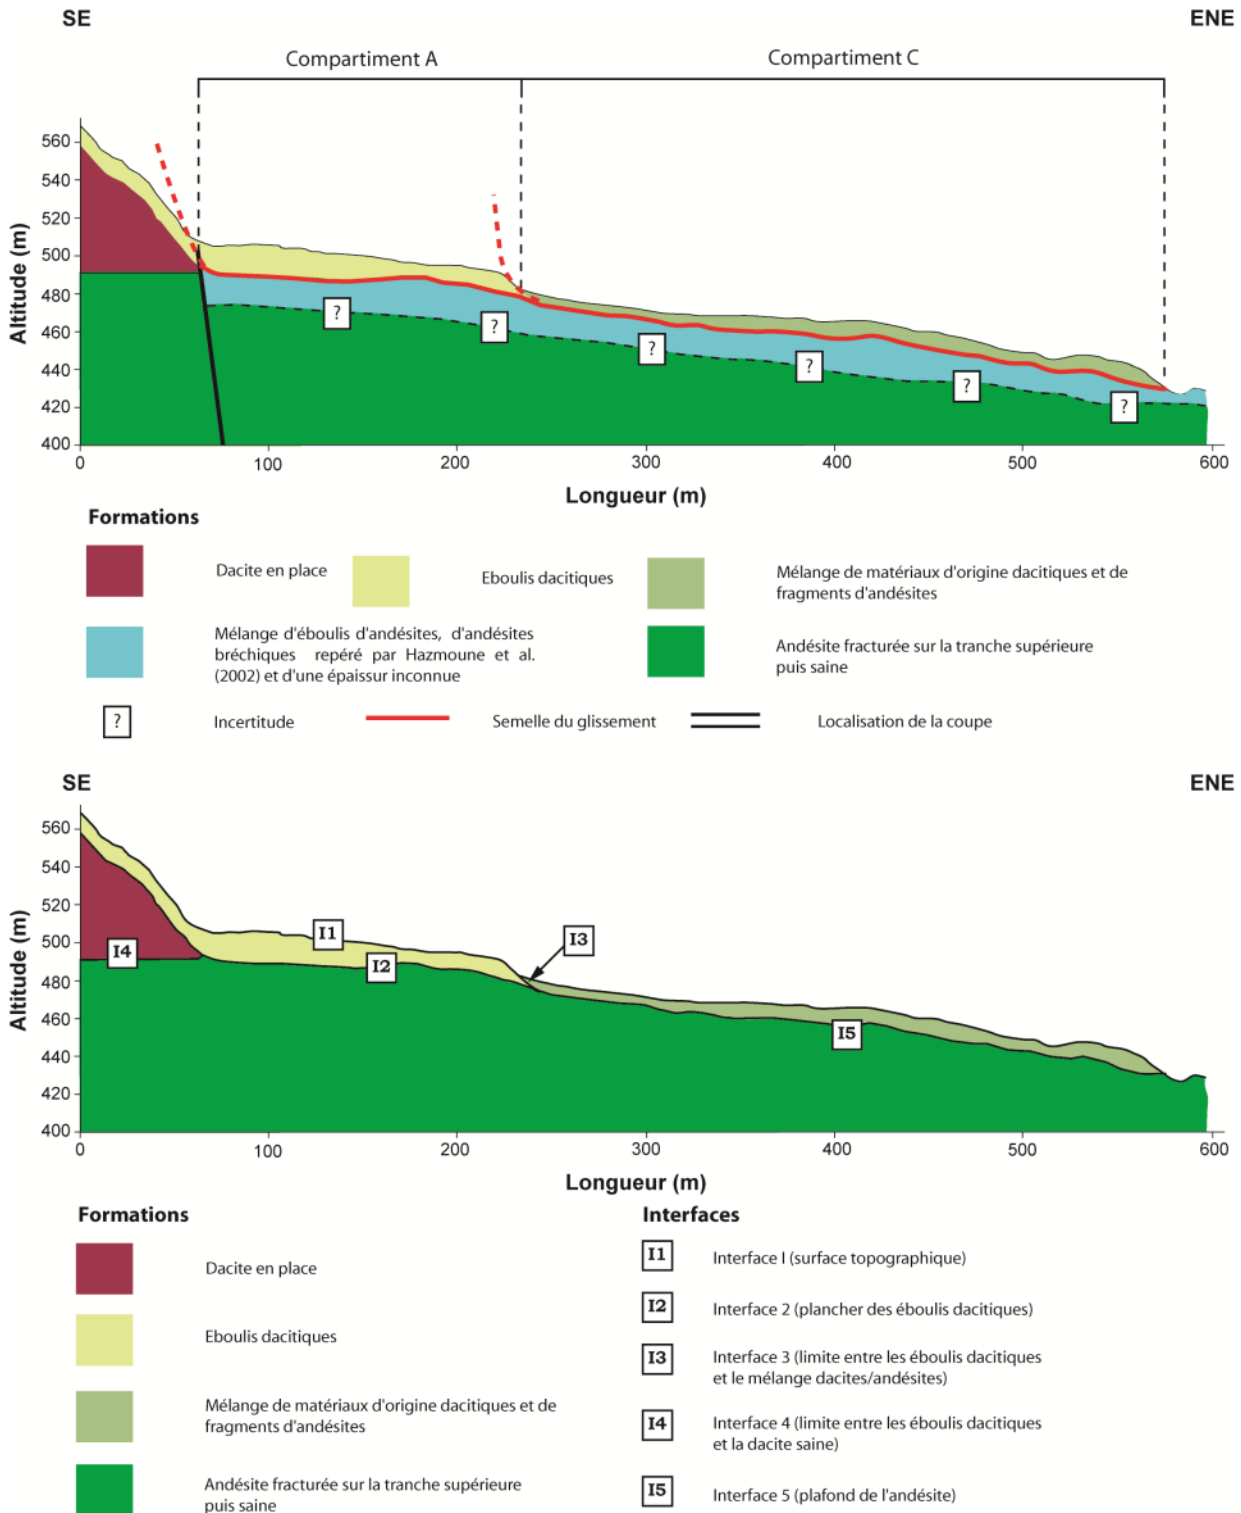 SE
ENE
Compartiment A
Compartiment C
Altitude (m)
560
540
520
500
480
460
440
420
400
?
?
?
?
?
?
0
100
200
300
400
500
600
Longueur (m)
Formations
Dacite en place
Eboulis dacitiques
Mélange de matériaux d'origine dacitiques et de
fragments d'andésites
Mélange d'éboulis d'andésites, d'andésites
bréchiques repéré par Hazmoune et al.
(2002) et d'une épaissur inconnue
Andésite fracturée sur la tranche supérieure
puis saine
?
Incertitude
Semelle du glissement
Localisation de la coupe
SE
ENE
Altitude (m)
560
540
520
500
480
460
440
420
400
I1
I2
I3
I4
I5
0
100
200
300
400
500
600
Longueur (m)
Formations
Dacite en place
Eboulis dacitiques
Mélange de matériaux d'origine dacitiques et de
fragments d'andésites
Andésite fracturée sur la tranche supérieure
puis saine
Interfaces
I1
Interface I (surface topographique)
I2
Interface 2 (plancher des éboulis dacitiques)
I3
Interface 3 (limite entre les éboulis dacitiques
et le mélange dacites/andésites)
I4
Interface 4 (limite entre les éboulis dacitiques
et la dacite saine)
I5
Interface 5 (plafond de l'andésite)